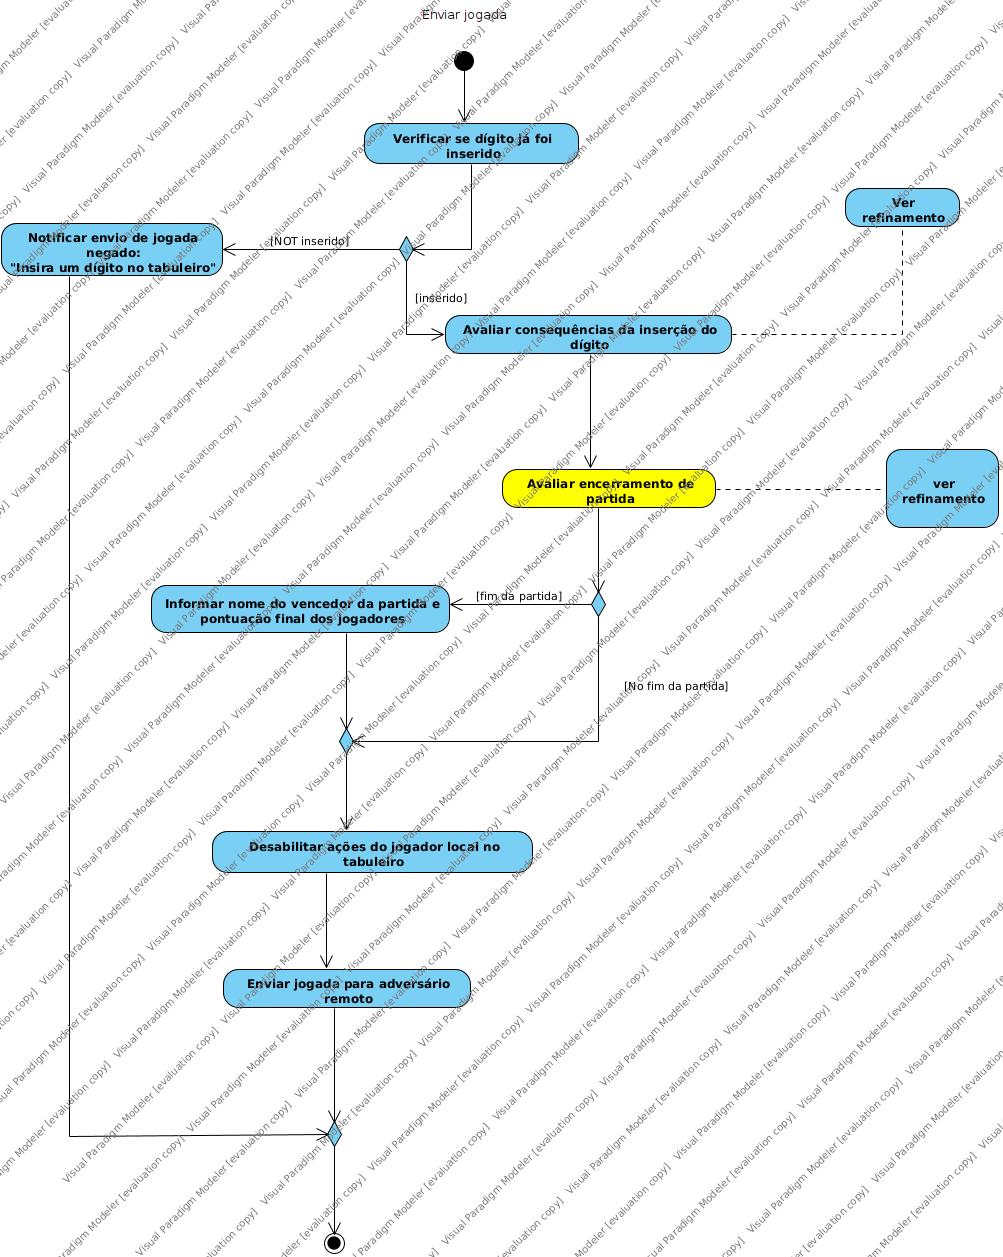 Enviar jogada
Verificar se dígito já foi
inserido
Ver
refinamento
Notificar envio de jogada
negado:
"Insira um dígito no tabuleiro"
[NOT inserido]
[inserido]
Avaliar consequências da inserção do
dígito
Avaliar encerramento de
partida
ver
refinamento
Informar nome do vencedor da partida e
pontuação final dos jogadores
[fim da partida]
[No fim da partida]
Desabilitar ações do jogador local no
tabuleiro
Enviar jogada para adversário
remoto
Visual Paradigm Modeler [evaluation copy]